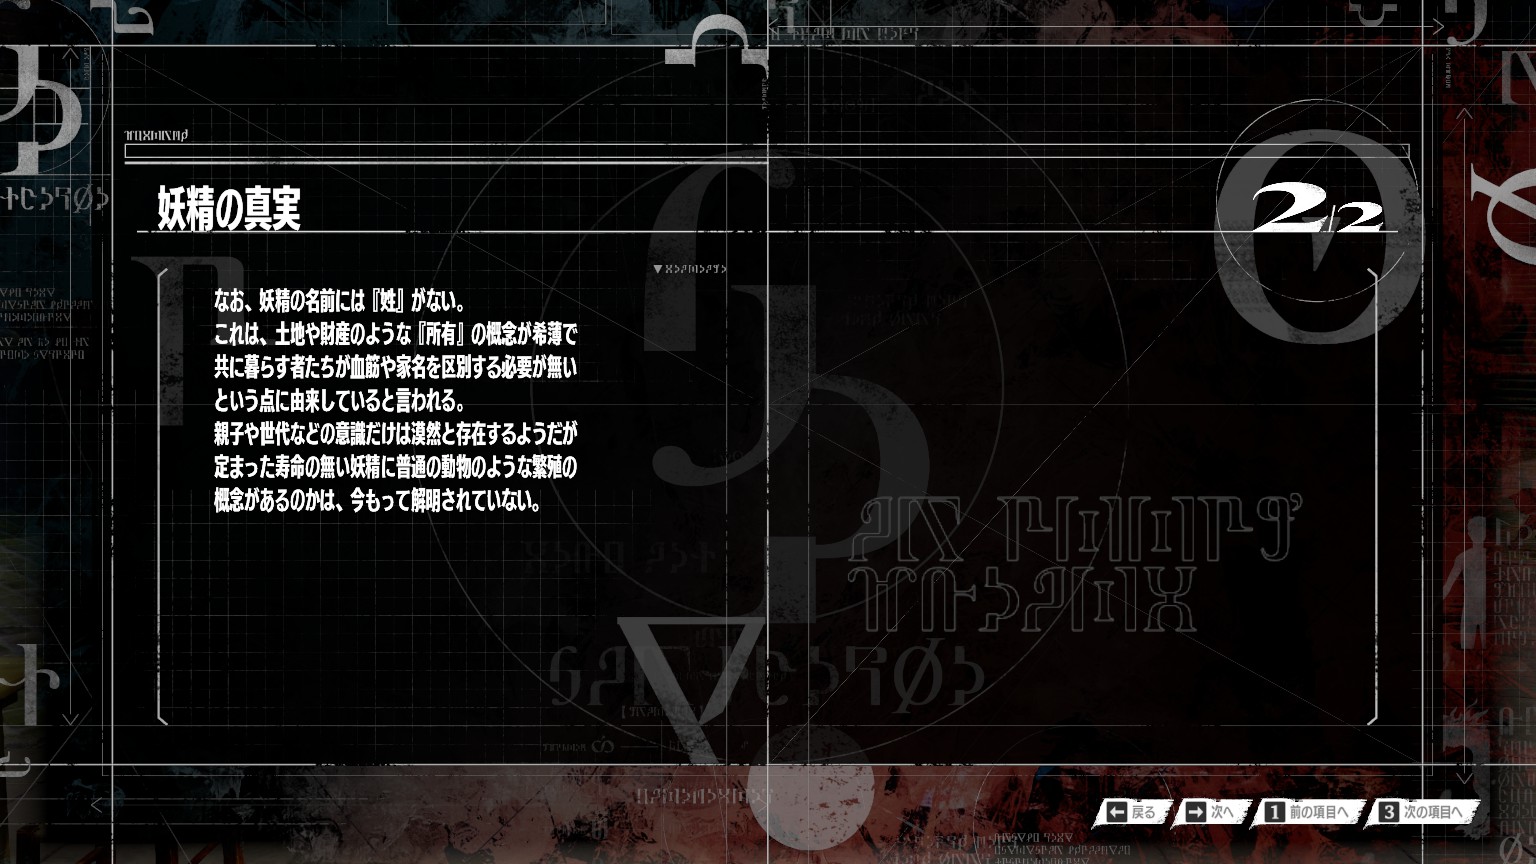 妖精の真実
2/2
なお、妖精の名前には『姓』がない。
これは、土地や財産のような『所有』の概念が希薄で
共に暮らす者たちが血筋や家名を区別する必要が無い
という点に由来していると言われる。
親子や世代などの意識だけは漠然と存在するようだが
定まった寿命の無い妖精に普通の動物のような繁殖の
概念があるのかは、今もって解明されていない。
← 戻る → 次へ 1 前の項目へ 3 次の項目へ